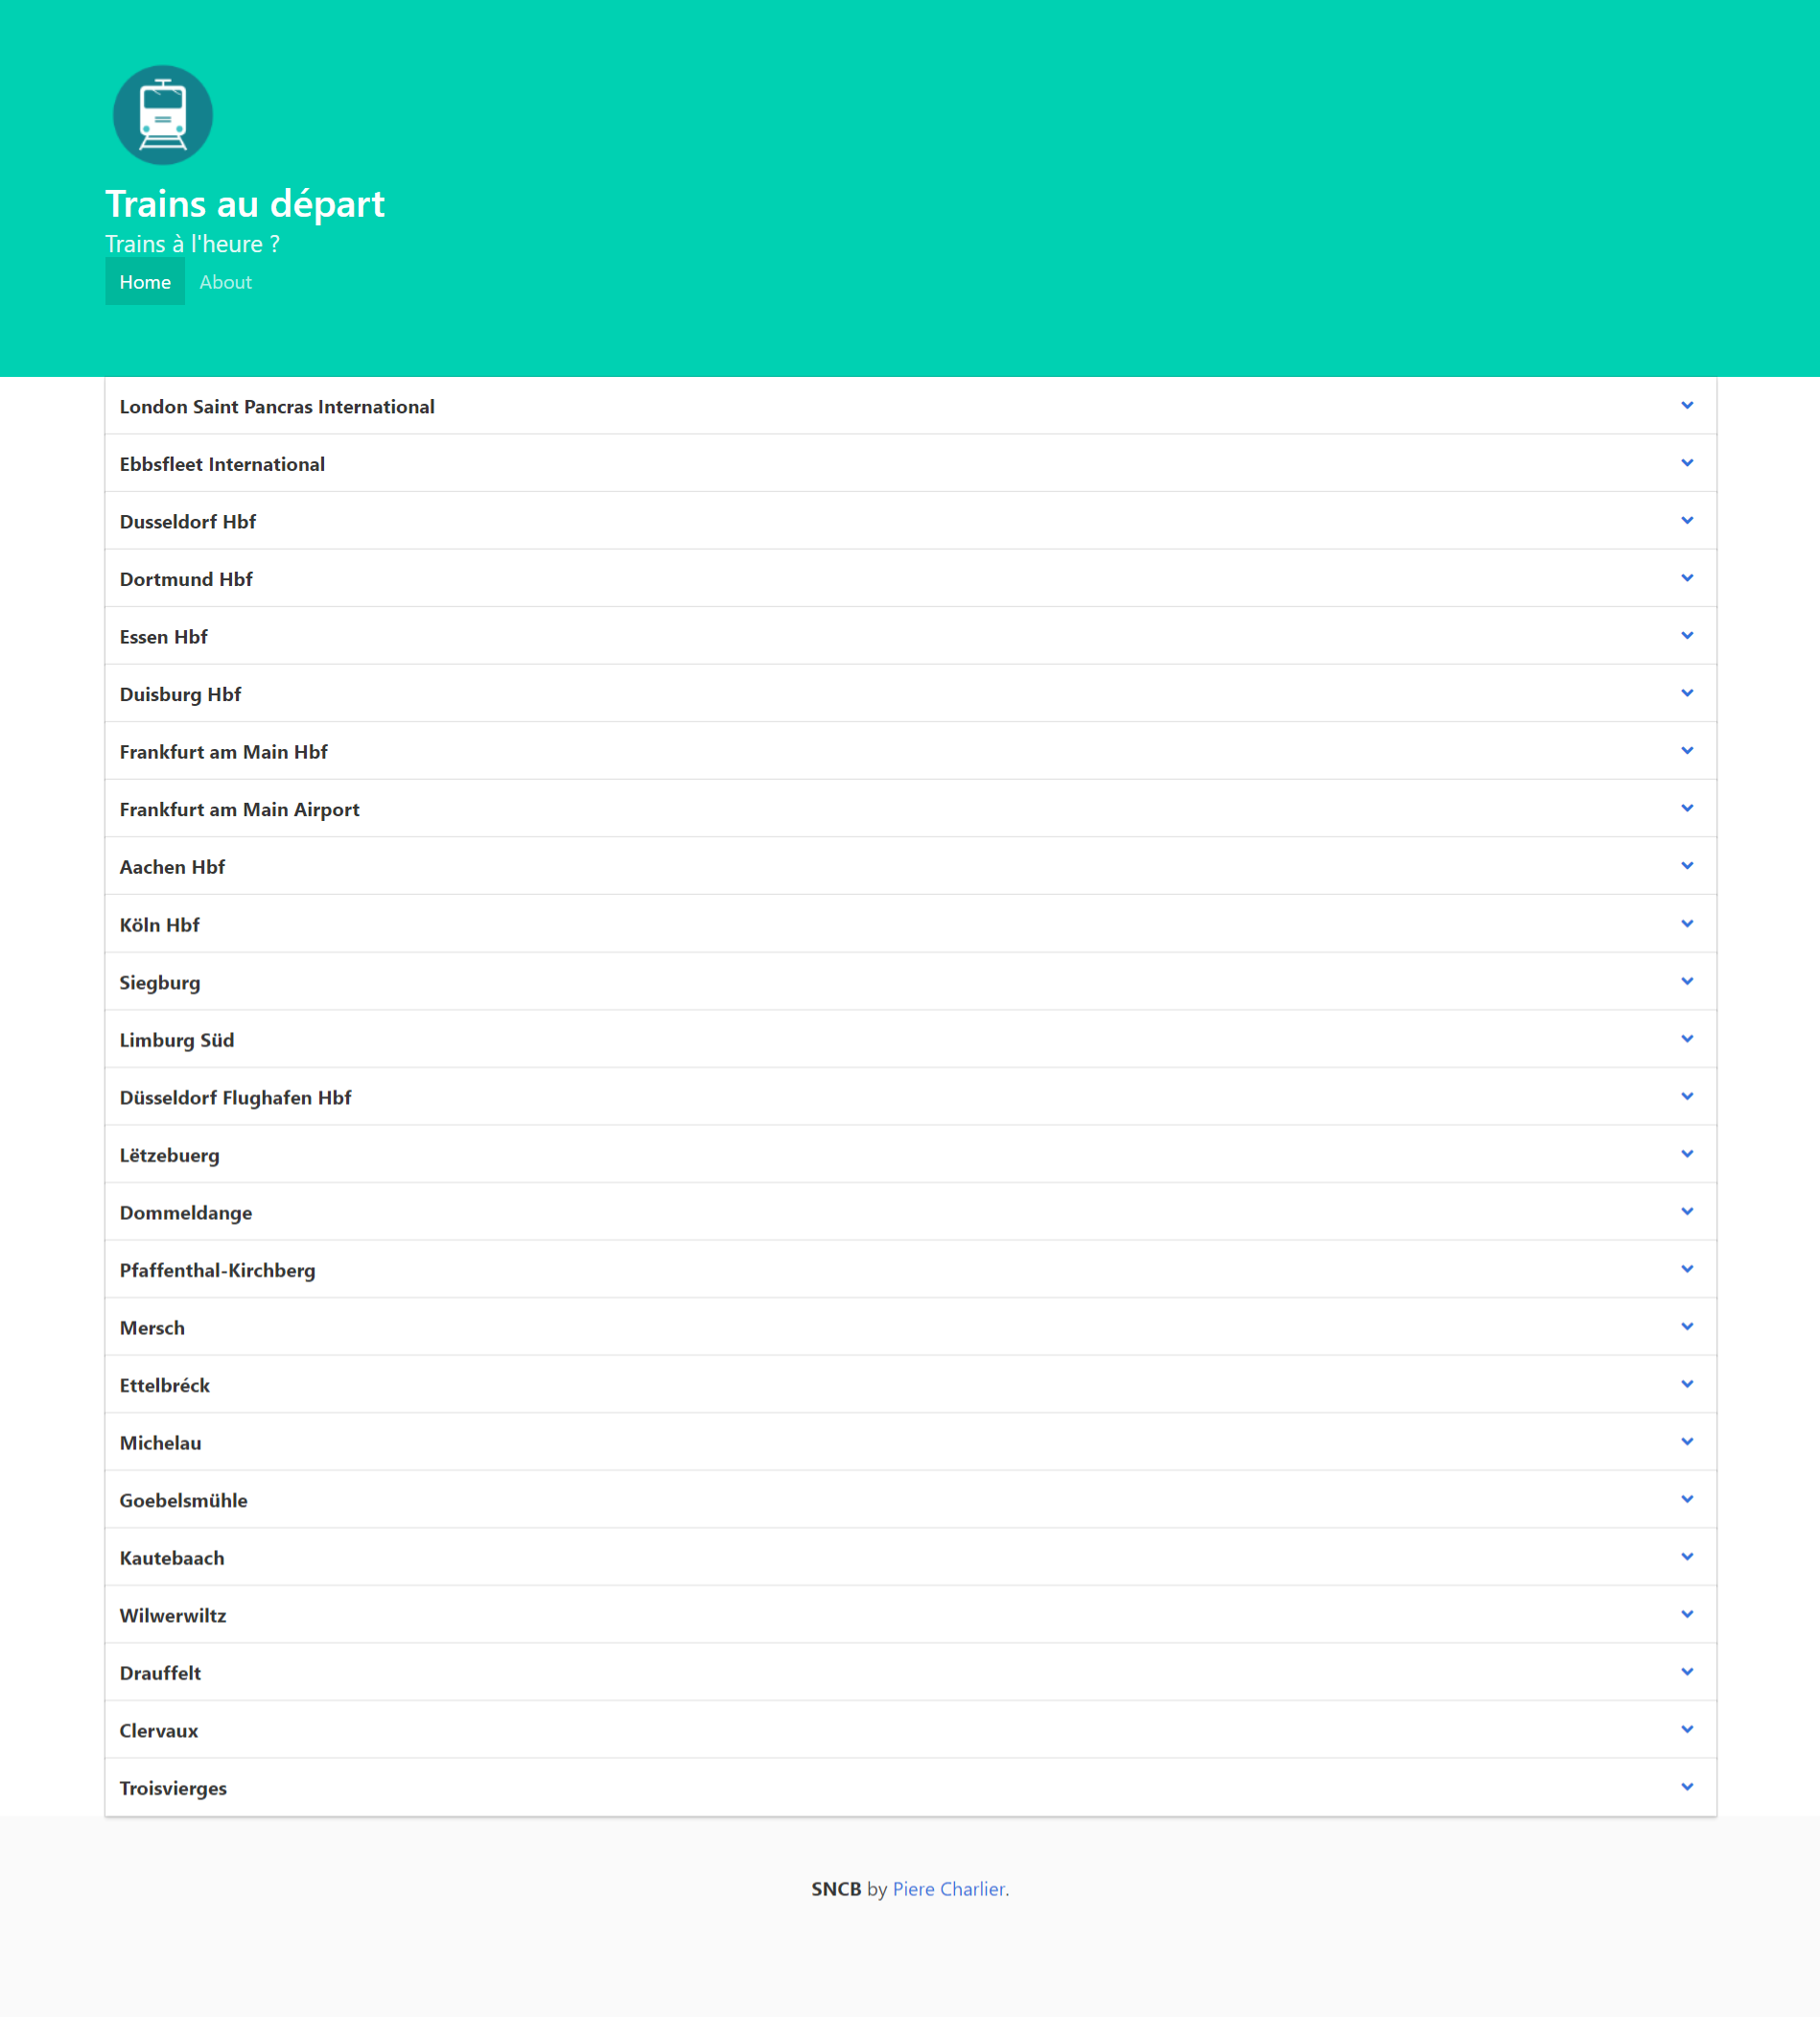 Trains au départ
Trains à l'heure ?
Home About
London Saint Pancras International
Ebbsfleet International
Dusseldorf Hbf
Dortmund Hbf
Essen Hbf
Duisburg Hbf
Frankfurt am Main Hbf
Frankfurt am Main Airport
Aachen Hbf
Köln Hbf
Siegburg
Limburg Süd
Düsseldorf Flughafen Hbf
Lëtzebuerg
Dommeldange
Pfaffenthal-Kirchberg
Mersch
Ettelbréck
Michelau
Goebelsmühle
Kautebaach
Wilwerwiltz
Drauffelt
Clervaux
Troisvierges
SNCB by Piere Charlier.